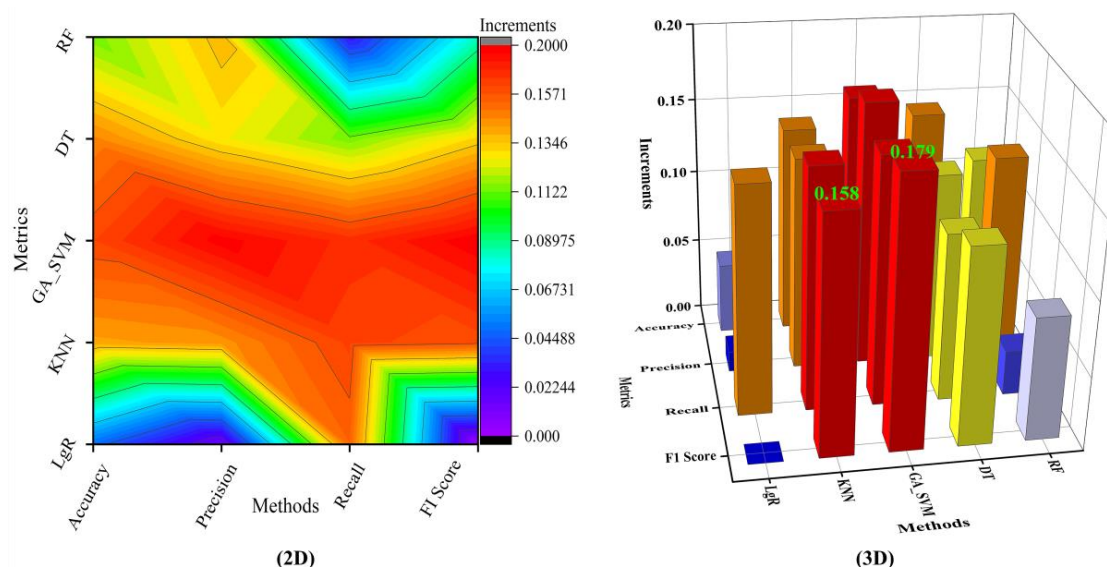 Increments
0.2000
0.1571
0.1346
0.1122
0.08975
0.06731
0.04488
0.02244
0.000
RF
DT
GA_SVM
KNN
LgR
Metrics
Accuracy
Precision
Recall
F1 Score
Methods
(2D)
0.20
0.15
0.10
0.05
0.00
Increments
0.158
0.179
Accuracy
Precision
Recall
F1 Score
Metrics
LgR
KNN
GA_SVM
DT
RF
Methods
(3D)